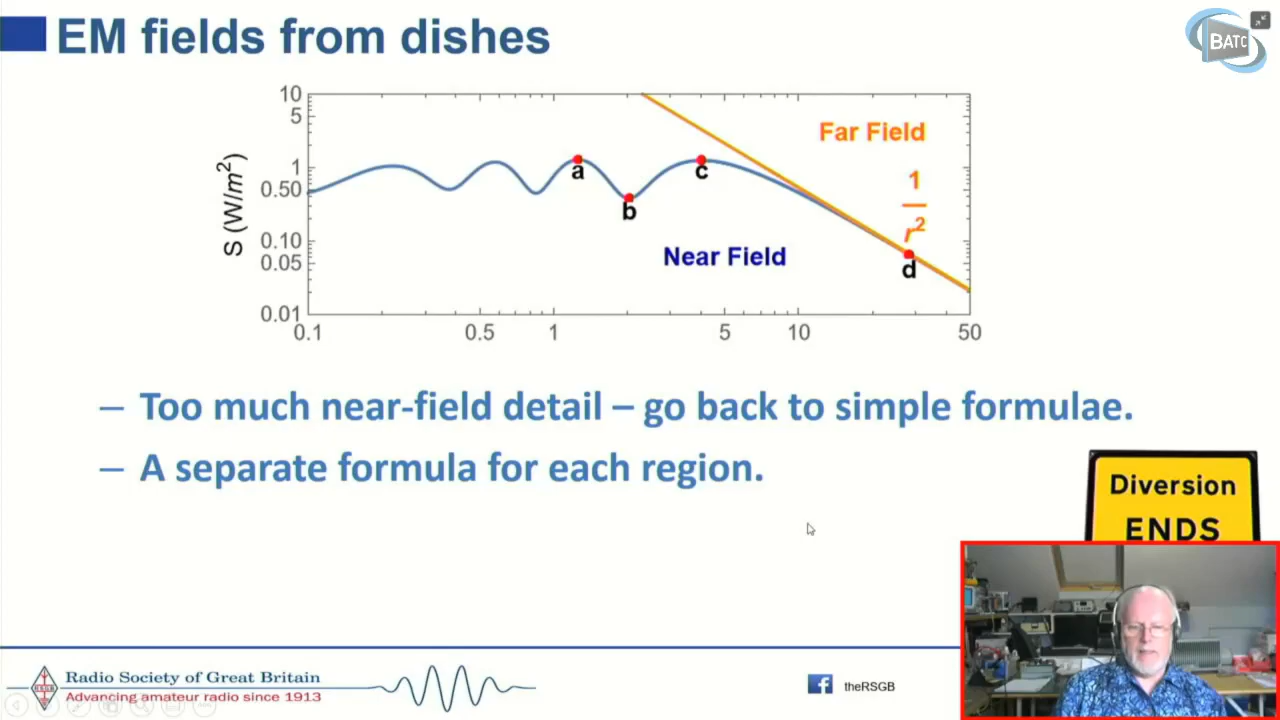 EM fields from dishes
BATC
10
5
1
0.50
0.10
0.05
0.01
S (W/m²)
0.1 0.5 1 5 10 50
a
b
c
d
Far Field
1
r²
Near Field
– Too much near-field detail – go back to simple formulae.
– A separate formula for each region.
Diversion
ENDS
RSGB
Radio Society of Great Britain
Advancing amateur radio since 1913
f theRSGB